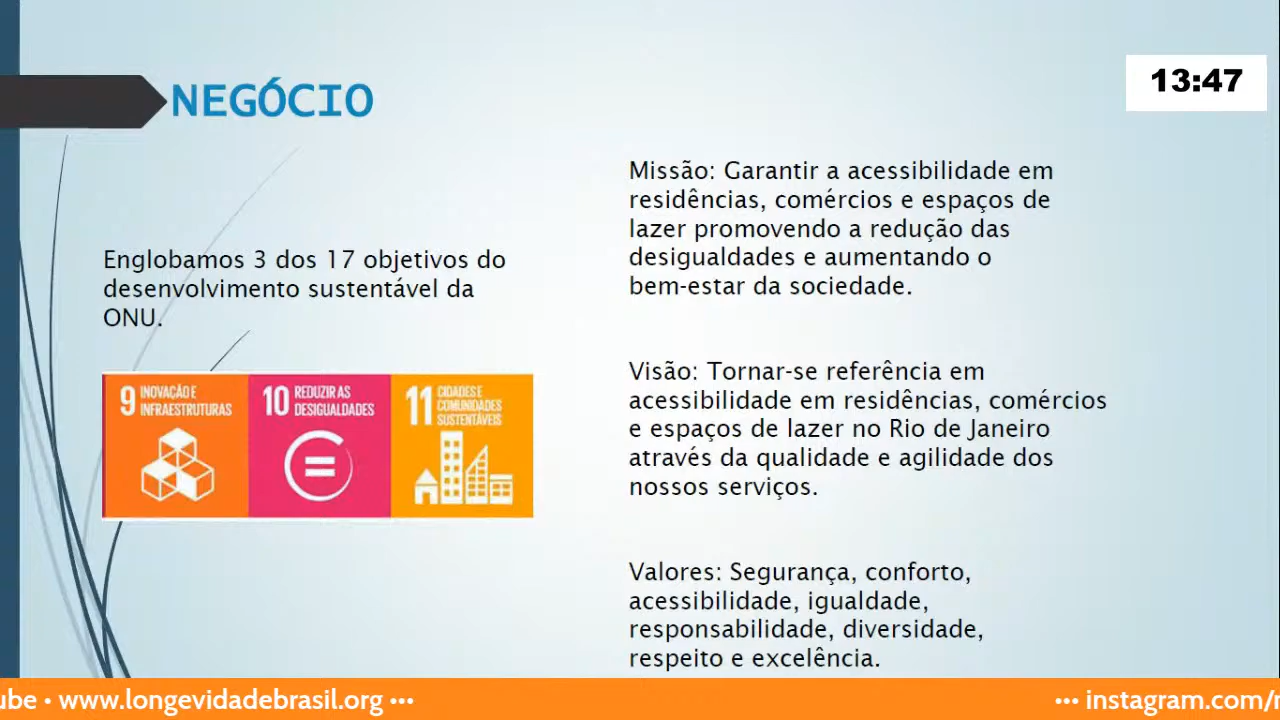 NEGÓCIO
13:47
Englobamos 3 dos 17 objetivos do
desenvolvimento sustentável da
ONU.
9 INOVAÇÃO E
INFRAESTRUTURAS
10 REDUZIR AS
DESIGUALDADES
11 CIDADES E
COMUNIDADES
SUSTENTÁVEIS
Missão: Garantir a acessibilidade em
residências, comércios e espaços de
lazer promovendo a redução das
desigualdades e aumentando o
bem-estar da sociedade.
Visão: Tornar-se referência em
acessibilidade em residências, comércios
e espaços de lazer no Rio de Janeiro
através da qualidade e agilidade dos
nossos serviços.
Valores: Segurança, conforto,
acessibilidade, igualdade,
responsabilidade, diversidade,
respeito e excelência.
ube • www.longevidadebrasil.org ••• ••• instagram.com/